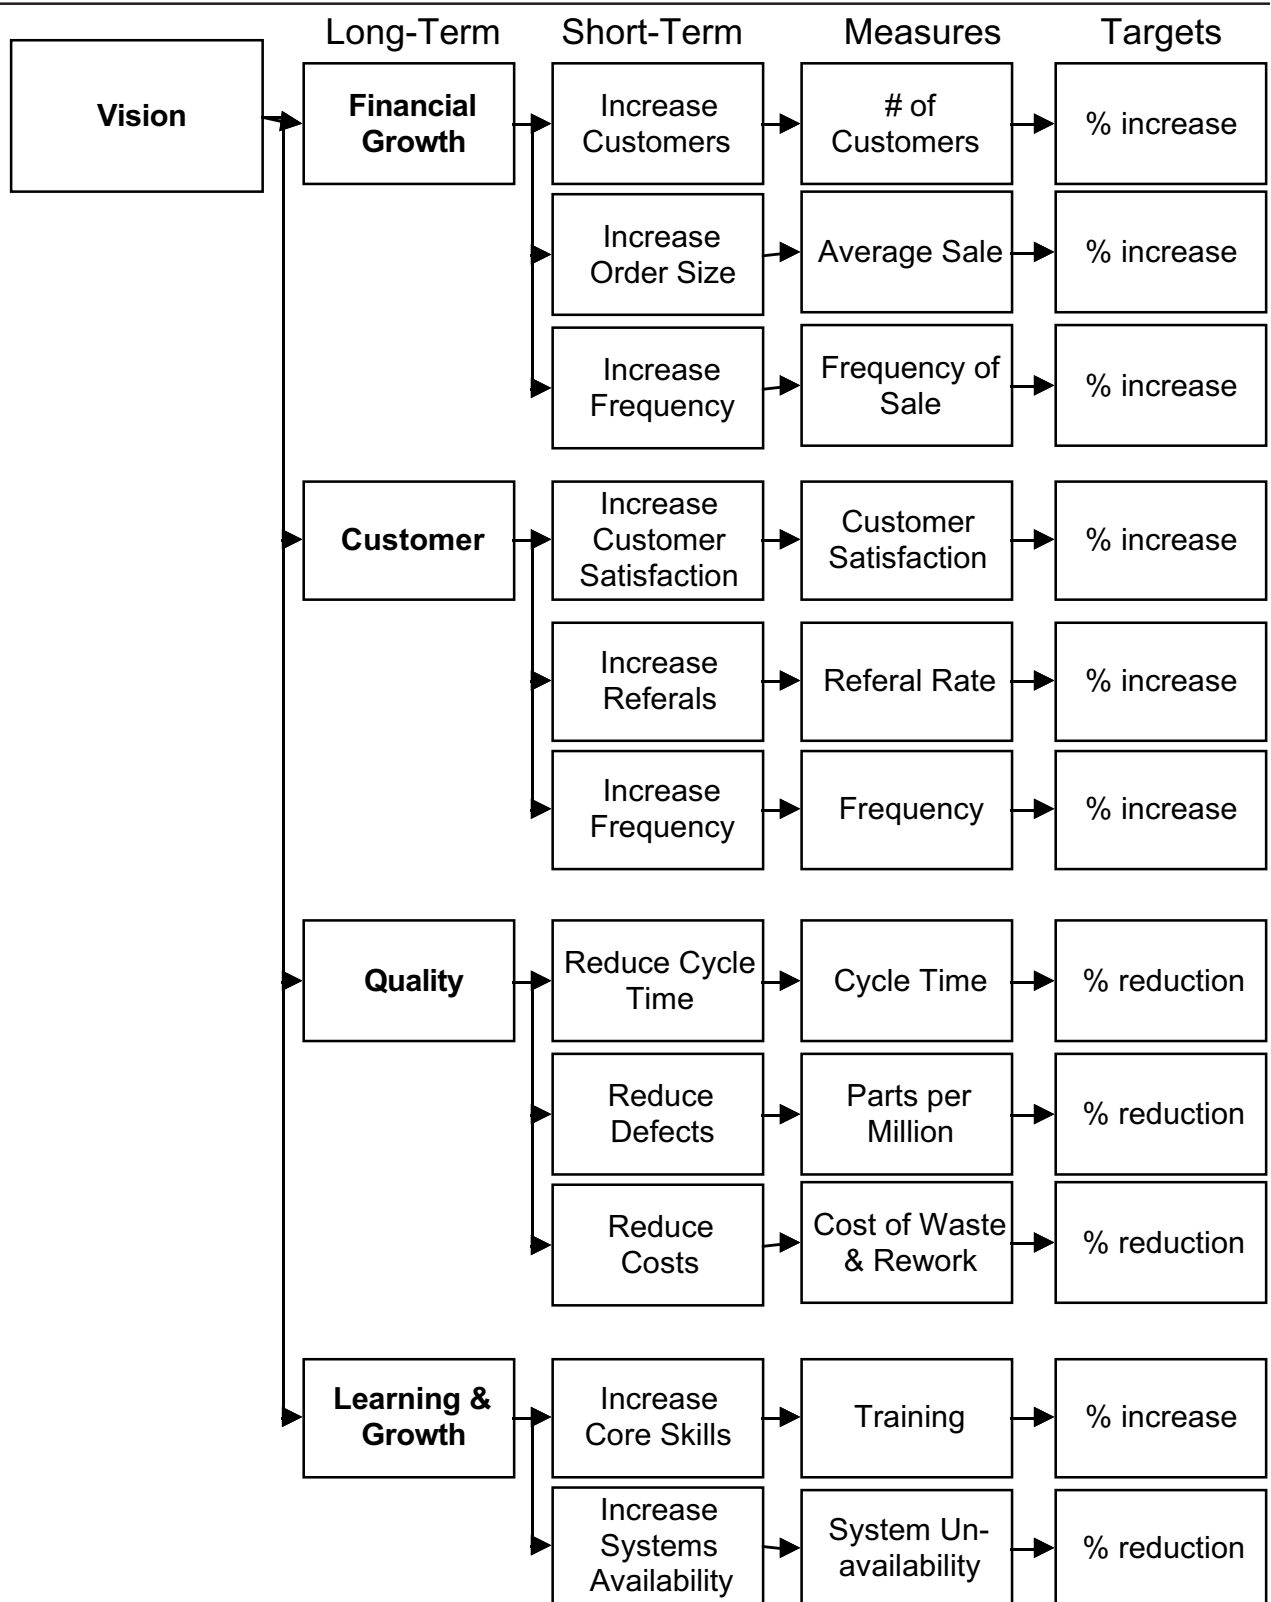 Long-Term Short-Term Measures Targets
Vision
Financial
Growth
Increase
Customers
# of
Customers
% increase
Increase
Order Size
Average Sale
% increase
Increase
Frequency
Frequency of
Sale
% increase
Customer
Increase
Customer
Satisfaction
Customer
Satisfaction
% increase
Increase
Referals
Referal Rate
% increase
Increase
Frequency
Frequency
% increase
Quality
Reduce Cycle
Time
Cycle Time
% reduction
Reduce
Defects
Parts per
Million
% reduction
Reduce
Costs
Cost of Waste
& Rework
% reduction
Learning &
Growth
Increase
Core Skills
Training
% increase
Increase
Systems
Availability
System Un-
availability
% reduction